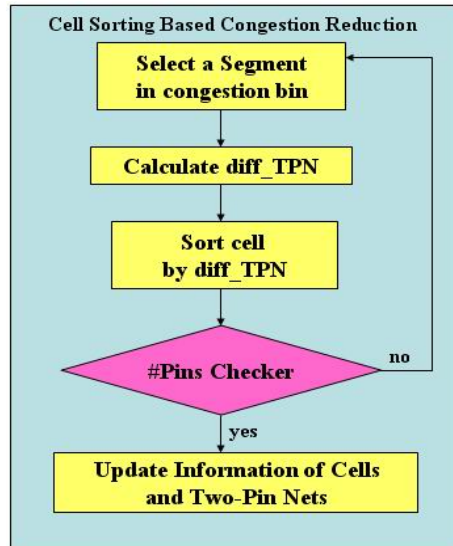 Cell Sorting Based Congestion Reduction
Select a Segment
in congestion bin
Calculate diff_TPN
Sort cell
by diff_TPN
#Pins Checker
no
yes
Update Information of Cells
and Two-Pin Nets